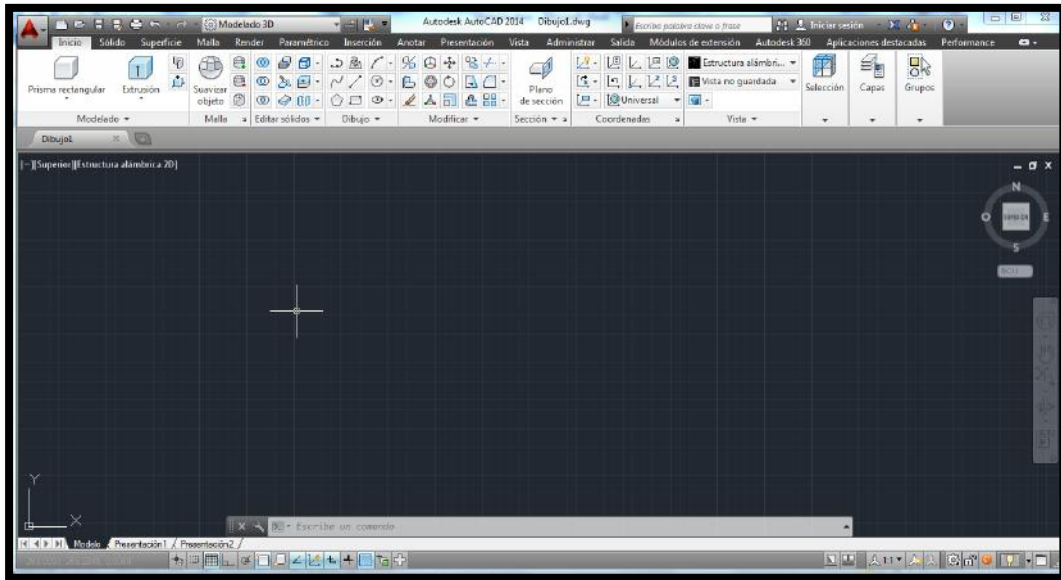 Modelado 3D Autodesk AutoCAD 2014 Dibujo1.dwg Escriba palabra clave o frase Iniciar sesión
Inicio Sólido Superficie Malla Render Paramétrico Inserción Anotar Presentación Vista Administrar Salida Módulos de extensión Autodesk 360 Aplicaciones destacadas Performance
Prisma rectangular Extrusión Suavizar objeto Plano de sección Universal Estructura alámbri... Vista no guardada Selección Capas Grupos
Modelado Malla Editar sólidos Dibujo Modificar Sección Coordenadas Vista
Dibujo1
[–][Superior][Estructura alámbrica 2D]
N
O SUPERIOR E
S
Y
X
Escriba un comando
Modelo Presentación1 Presentación2
1:1